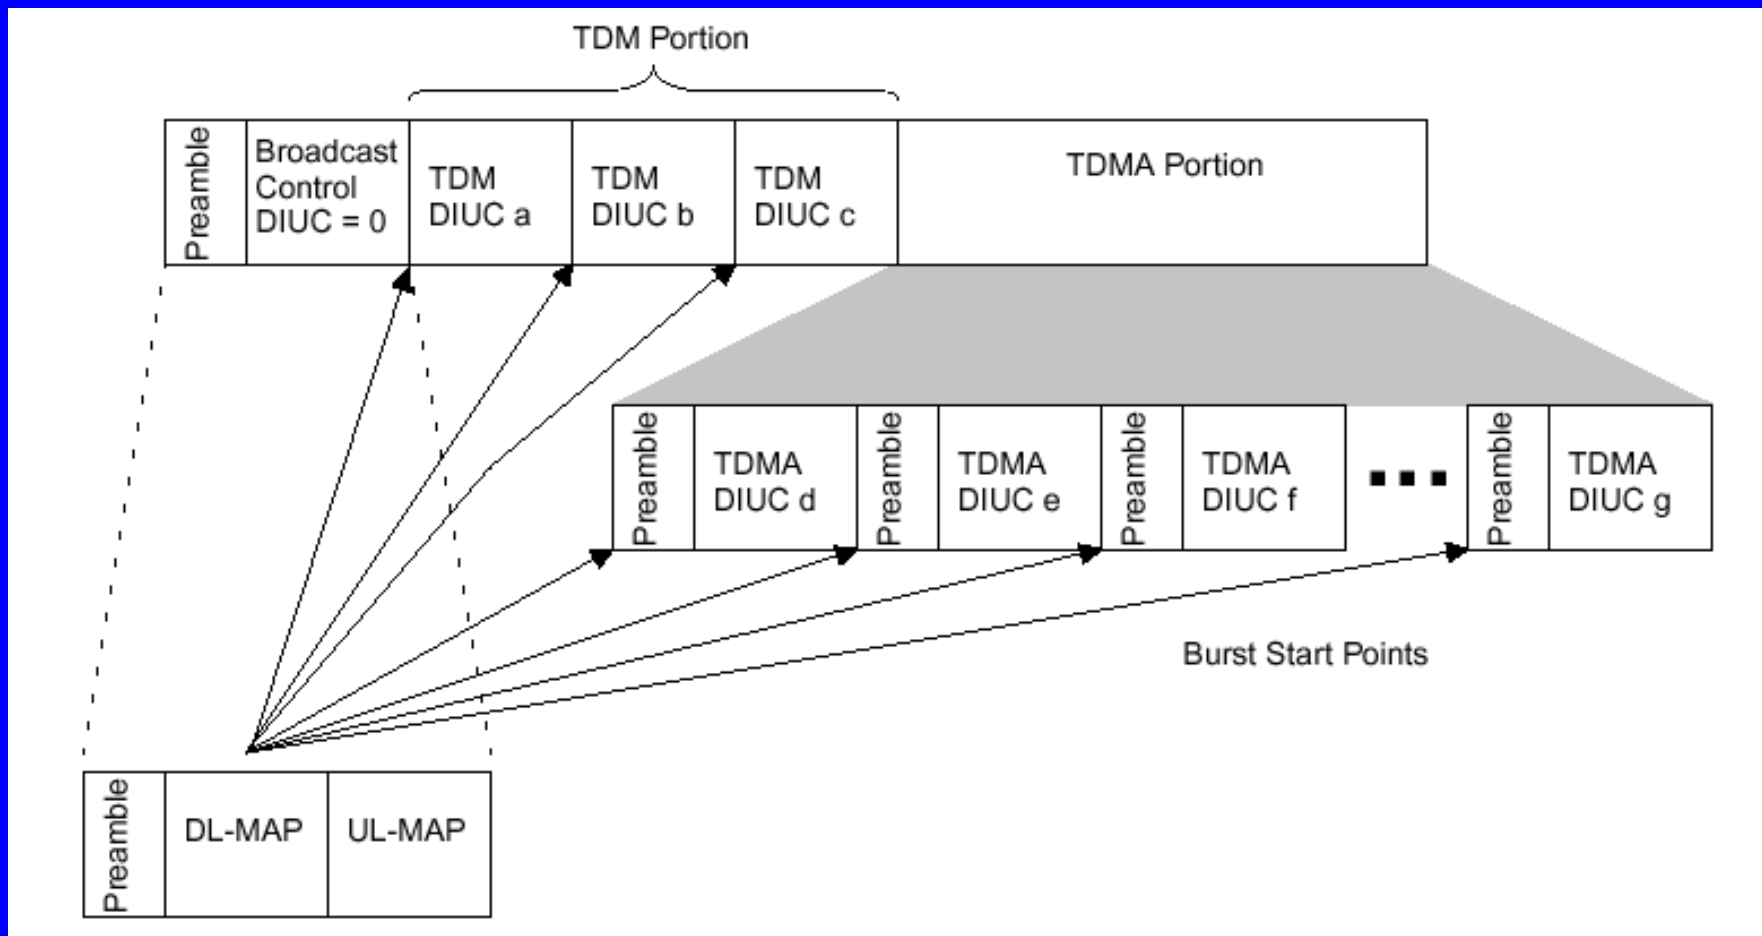 TDM Portion
Preamble
Broadcast
Control
DIUC = 0
TDM
DIUC a
TDM
DIUC b
TDM
DIUC c
TDMA Portion
Preamble
TDMA
DIUC d
Preamble
TDMA
DIUC e
Preamble
TDMA
DIUC f
Preamble
TDMA
DIUC g
Burst Start Points
Preamble
DL-MAP
UL-MAP